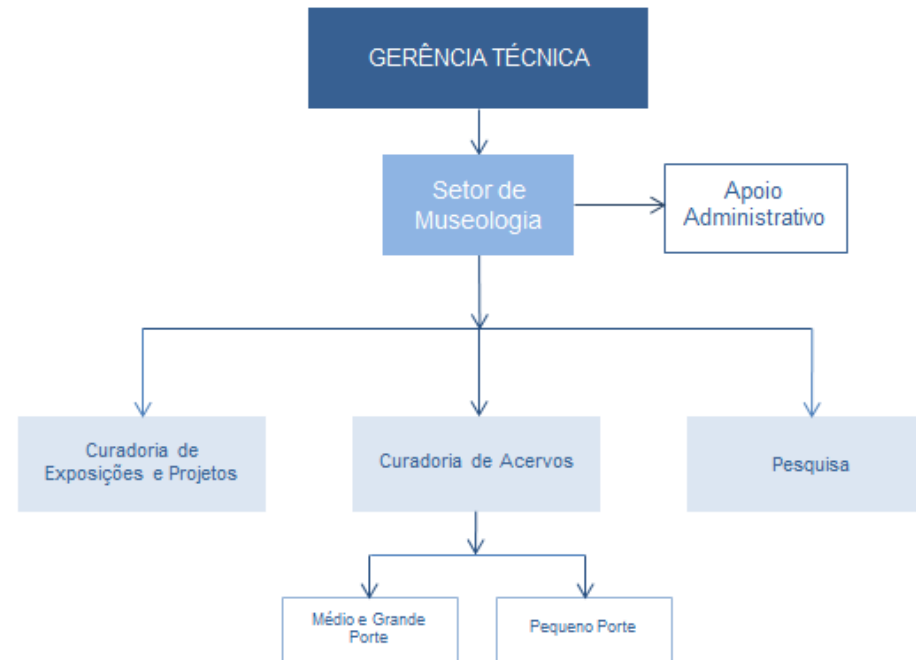 GERÊNCIA TÉCNICA
Setor de
Museologia
Apoio
Administrativo
Curadoria de
Exposições e Projetos
Curadoria de Acervos
Pesquisa
Médio e Grande
Porte
Pequeno Porte